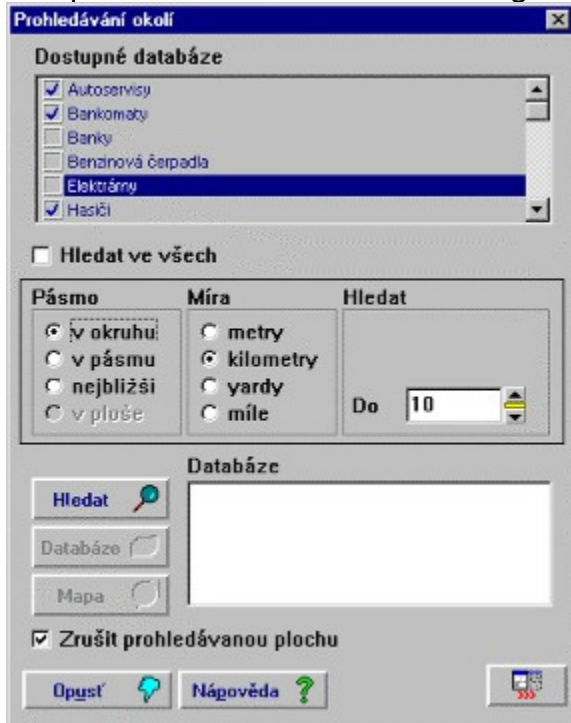 Prohledávání okolí
Dostupné databáze
Autoservisy
Bankomaty
Banky
Benzinová čerpadla
Elektrárny
Hasiči
Hledat ve všech
Pásmo
v okruhu
v pásmu
nejbližši
v ploše
Míra
metry
kilometry
yardy
míle
Hledat
Do 10
Databáze
Hledat
Databáze
Mapa
Zrušit prohledávanou plochu
Opusť
Nápověda ?